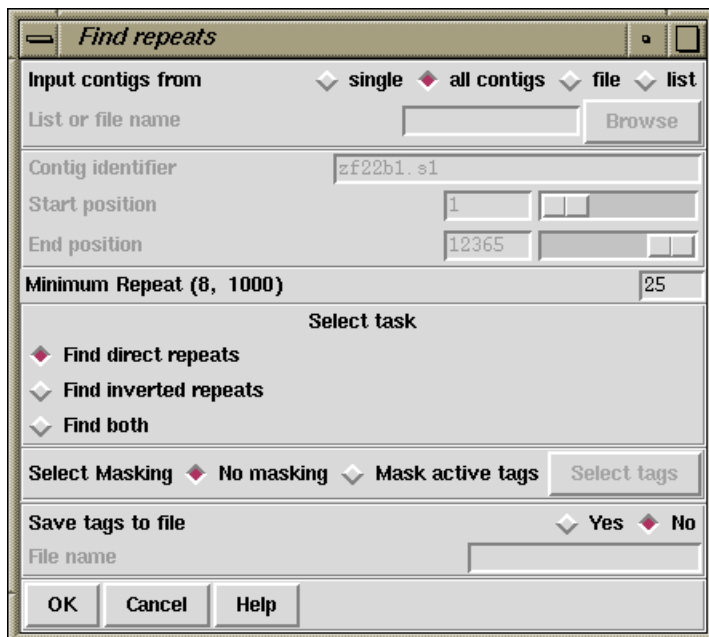 Find repeats
Input contigs from single all contigs file list
List or file name Browse
Contig identifier zf22b1.s1
Start position 1
End position 12365
Minimum Repeat (8, 1000) 25
Select task
Find direct repeats
Find inverted repeats
Find both
Select Masking No masking Mask active tags Select tags
Save tags to file Yes No
File name
OK Cancel Help